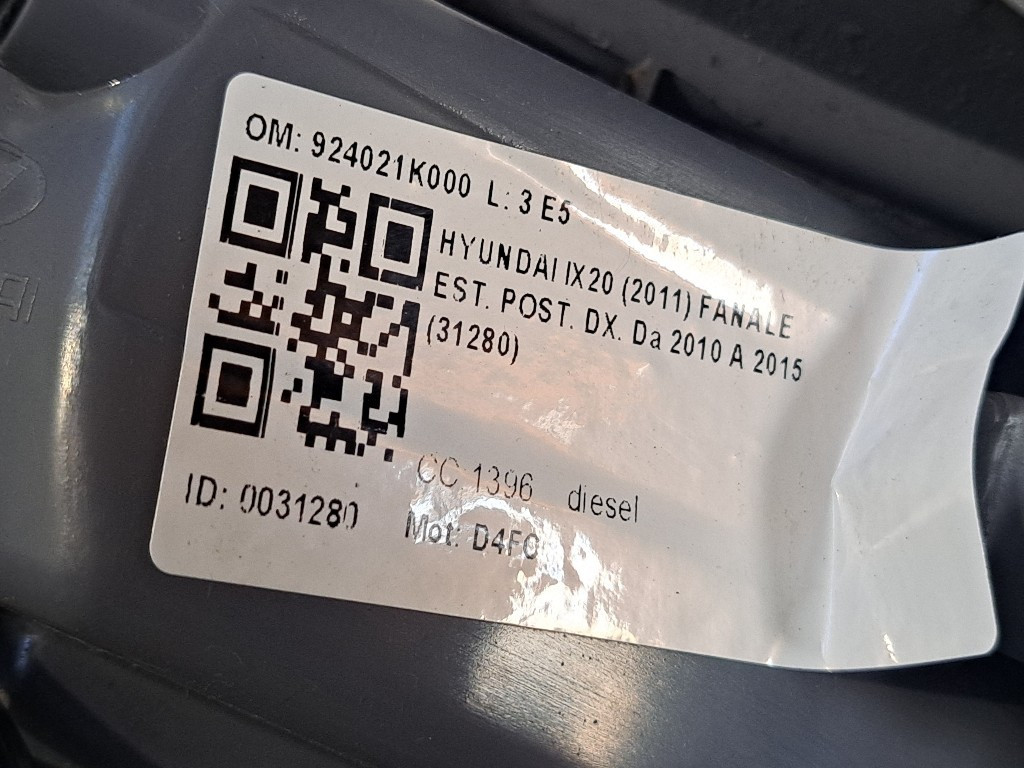 OM: 924021K000 L: 3 E5
HYUNDAI IX20 (2011) FANALE
EST. POST. DX. Da 2010 A 2015
(31280)
CC 1396 diesel
ID: 0031280
Mot: D4FC